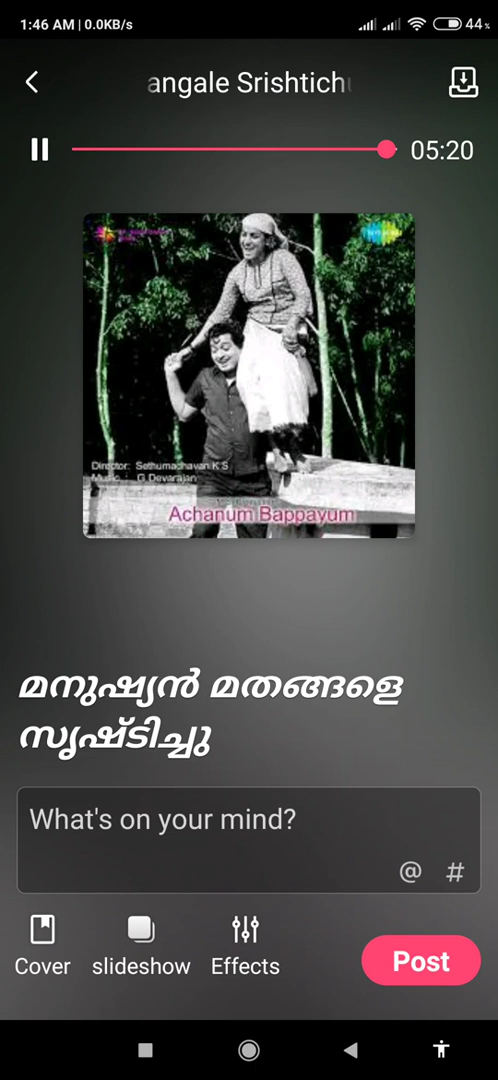 1:46 AM | 0.0KB/s
44%
angale Srishtich
05:20
Director: Sethumadhavan K S
Music : G Devarajan
Achanum Bappayum
മനുഷ്യൻ മതങ്ങളെ
സൃഷ്ടിച്ചു
What's on your mind?
@ #
Cover slideshow Effects
Post